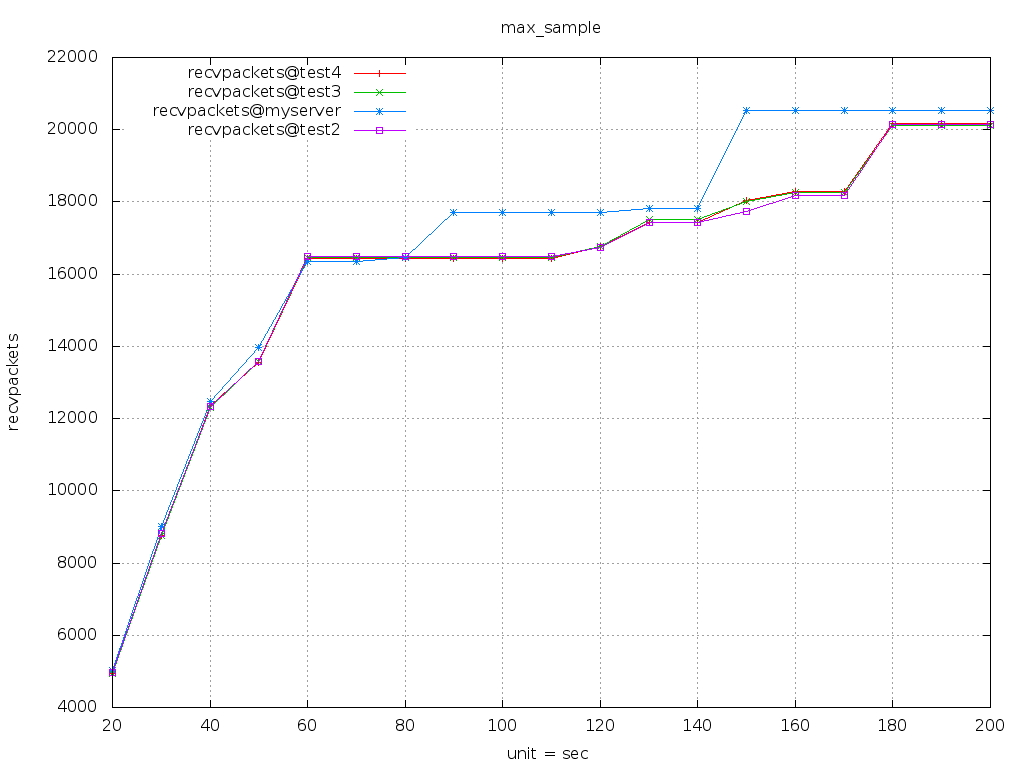 max_sample
22000
20000
18000
16000
14000
12000
10000
8000
6000
4000
recvpackets
recvpackets@test4
recvpackets@test3
recvpackets@myserver
recvpackets@test2
20 40 60 80 100 120 140 160 180 200
unit = sec